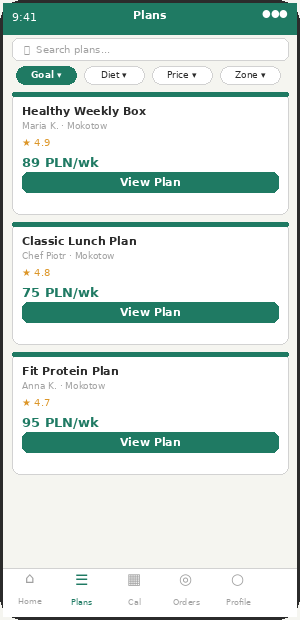 9:41 Plans
Search plans...
Goal ▾ Diet ▾ Price ▾ Zone ▾
Healthy Weekly Box
Maria K. · Mokotow
★ 4.9
89 PLN/wk
View Plan
Classic Lunch Plan
Chef Piotr · Mokotow
★ 4.8
75 PLN/wk
View Plan
Fit Protein Plan
Anna K. · Mokotow
★ 4.7
95 PLN/wk
View Plan
Home Plans Cal Orders Profile